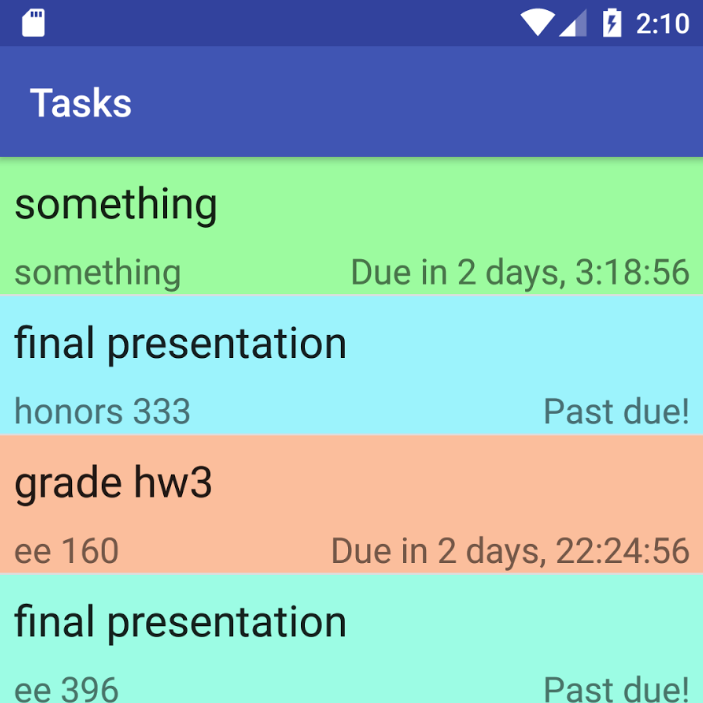 2:10
Tasks
something
something Due in 2 days, 3:18:56
final presentation
honors 333 Past due!
grade hw3
ee 160 Due in 2 days, 22:24:56
final presentation
ee 396 Past due!